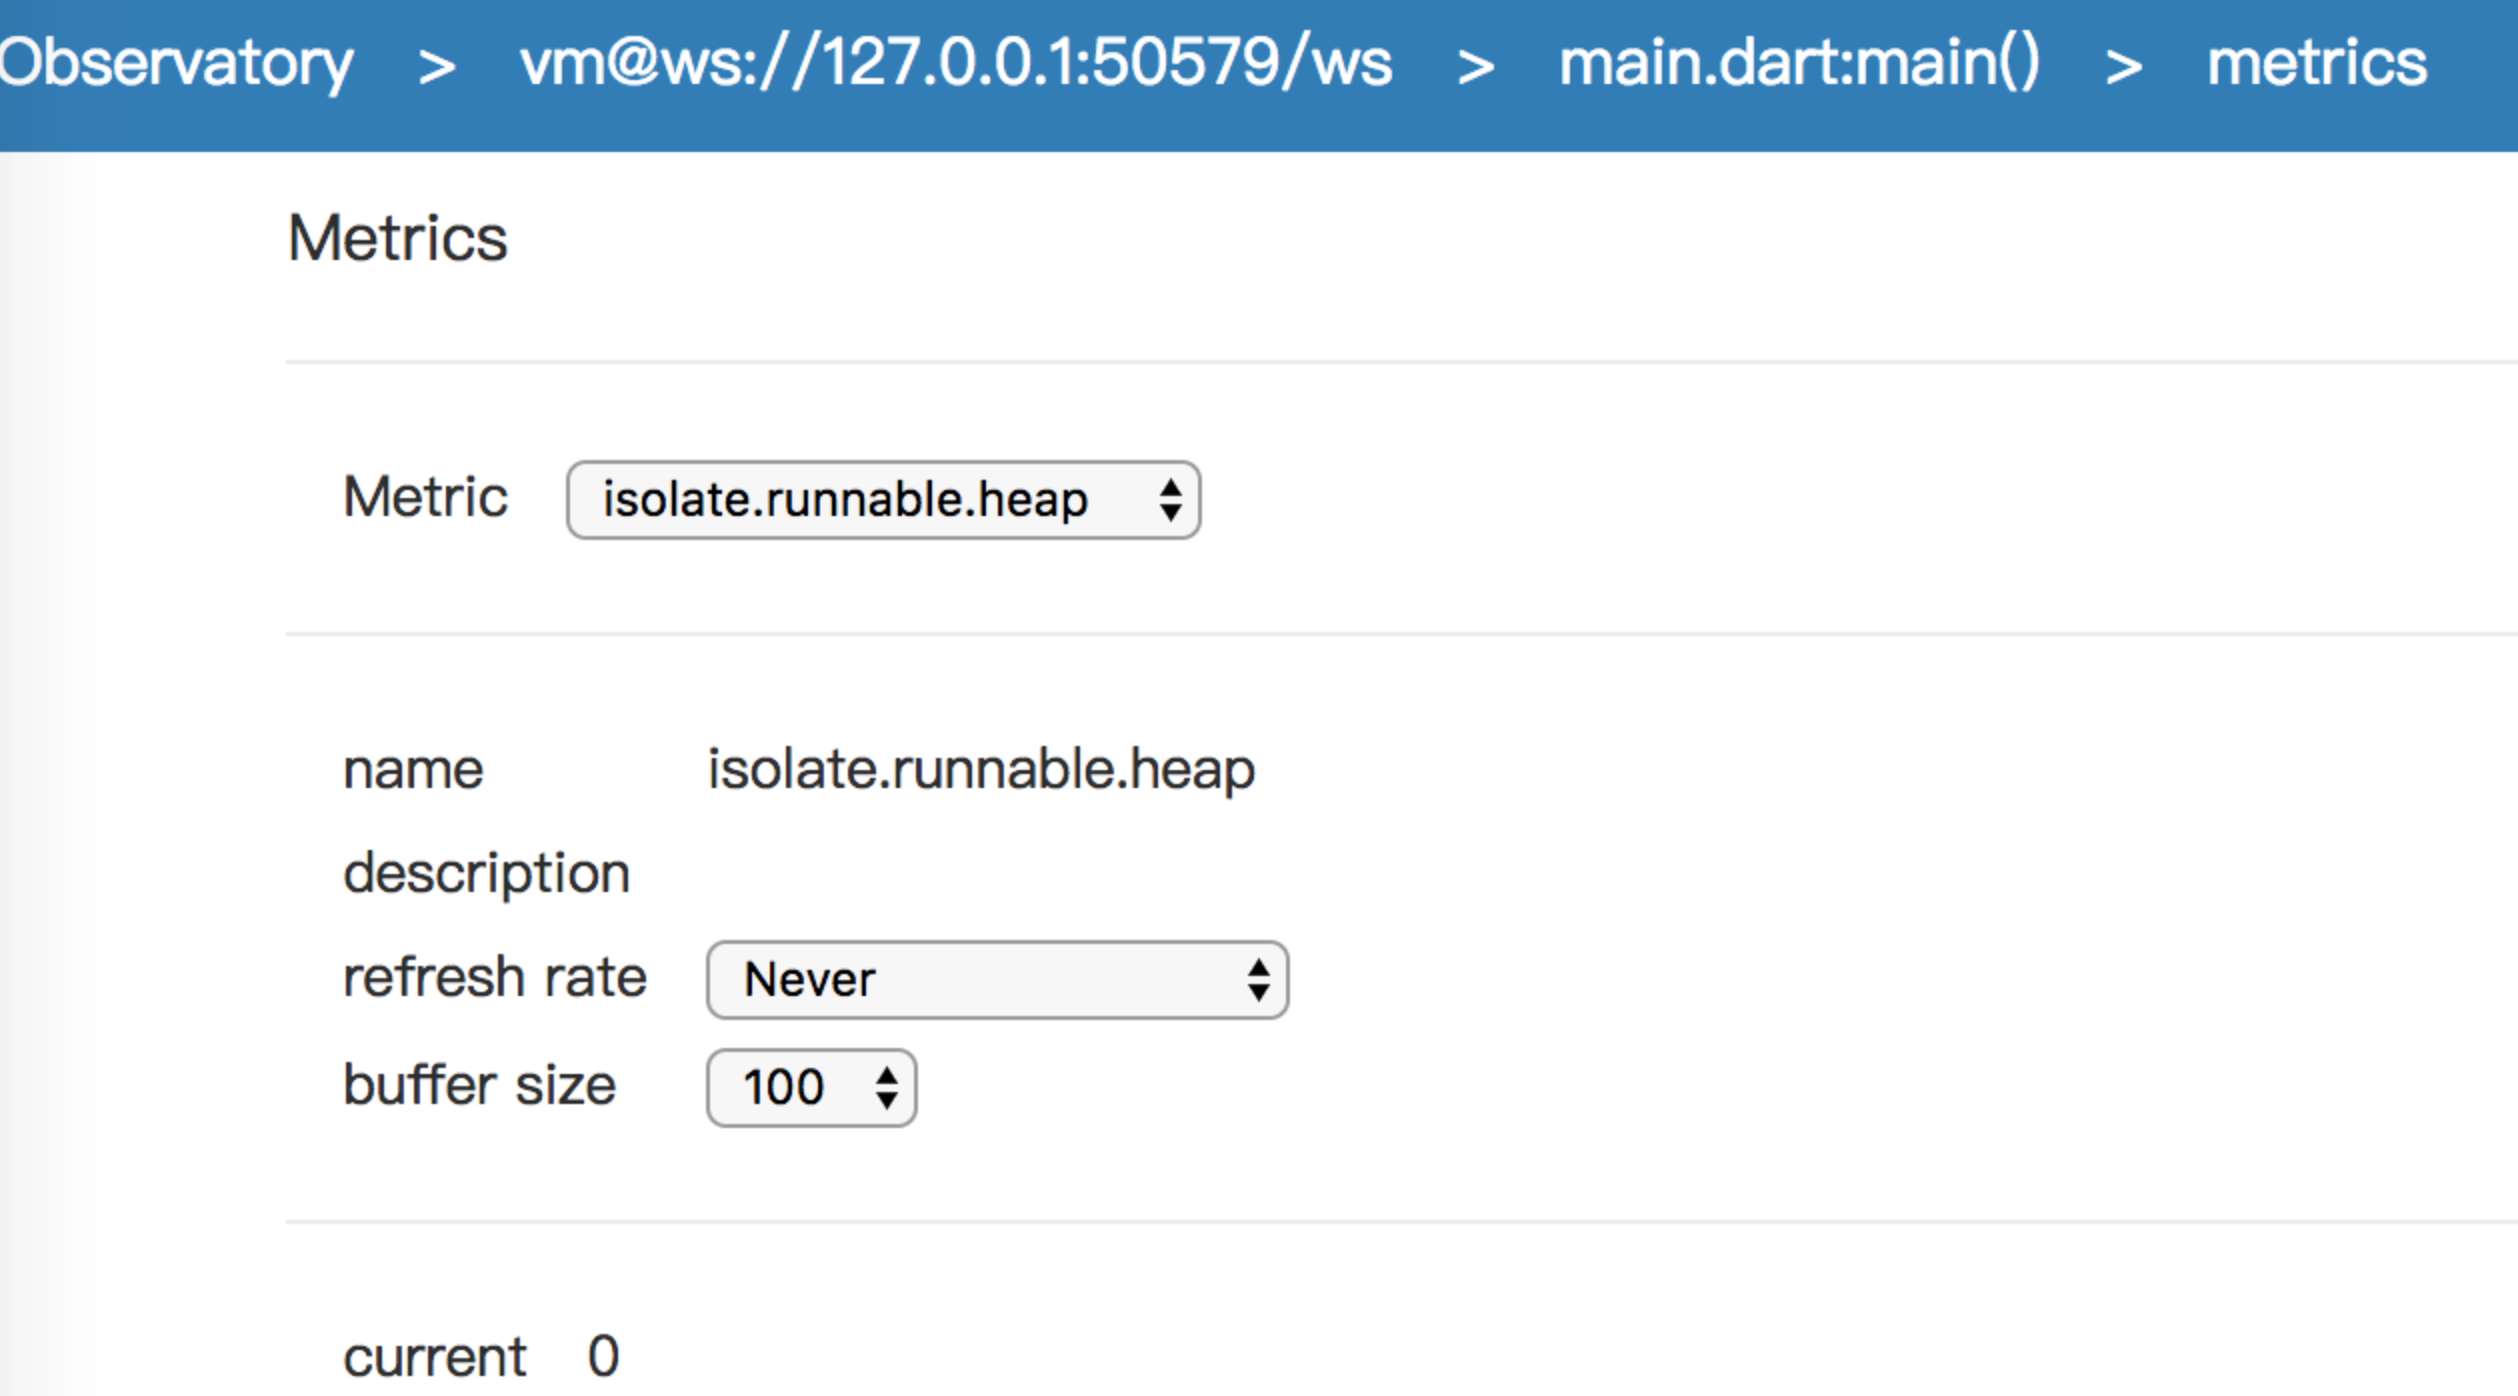 Observatory > vm@ws://127.0.0.1:50579/ws > main.dart:main() > metrics
Metrics
Metric isolate.runnable.heap
name isolate.runnable.heap
description
refresh rate Never
buffer size 100
current 0